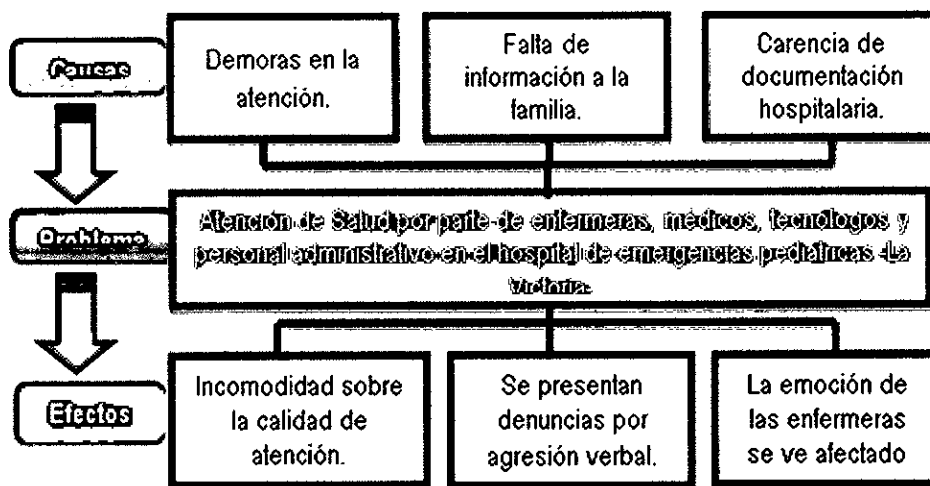 Causas
Demoras en la
atención.
Falta de
información a la
familia.
Carencia de
documentación
hospitalaria.
Problema
Atención de Salud por parte de enfermeras, médicos, tecnólogos y
personal administrativo en el hospital de emergencias pediátricas -La
Victoria.
Efectos
Incomodidad sobre
la calidad de
atención.
Se presentan
denuncias por
agresión verbal.
La emoción de
las enfermeras
se ve afectado